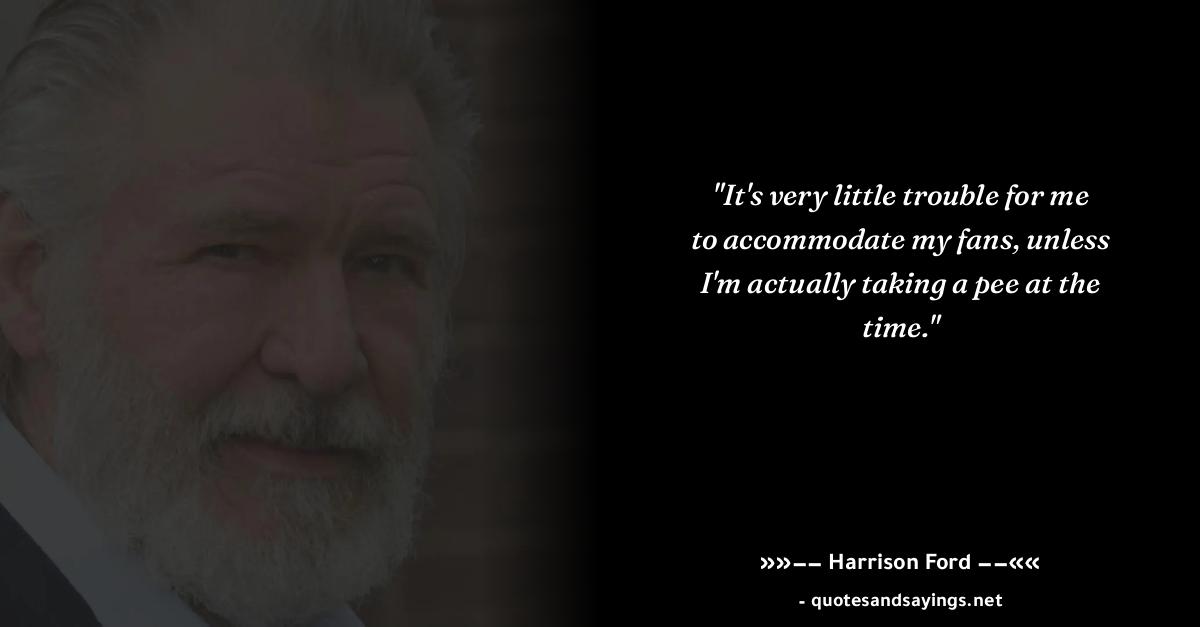 "It's very little trouble for me
to accommodate my fans, unless
I'm actually taking a pee at the
time."
»»–– Harrison Ford ––««
- quotesandsayings.net